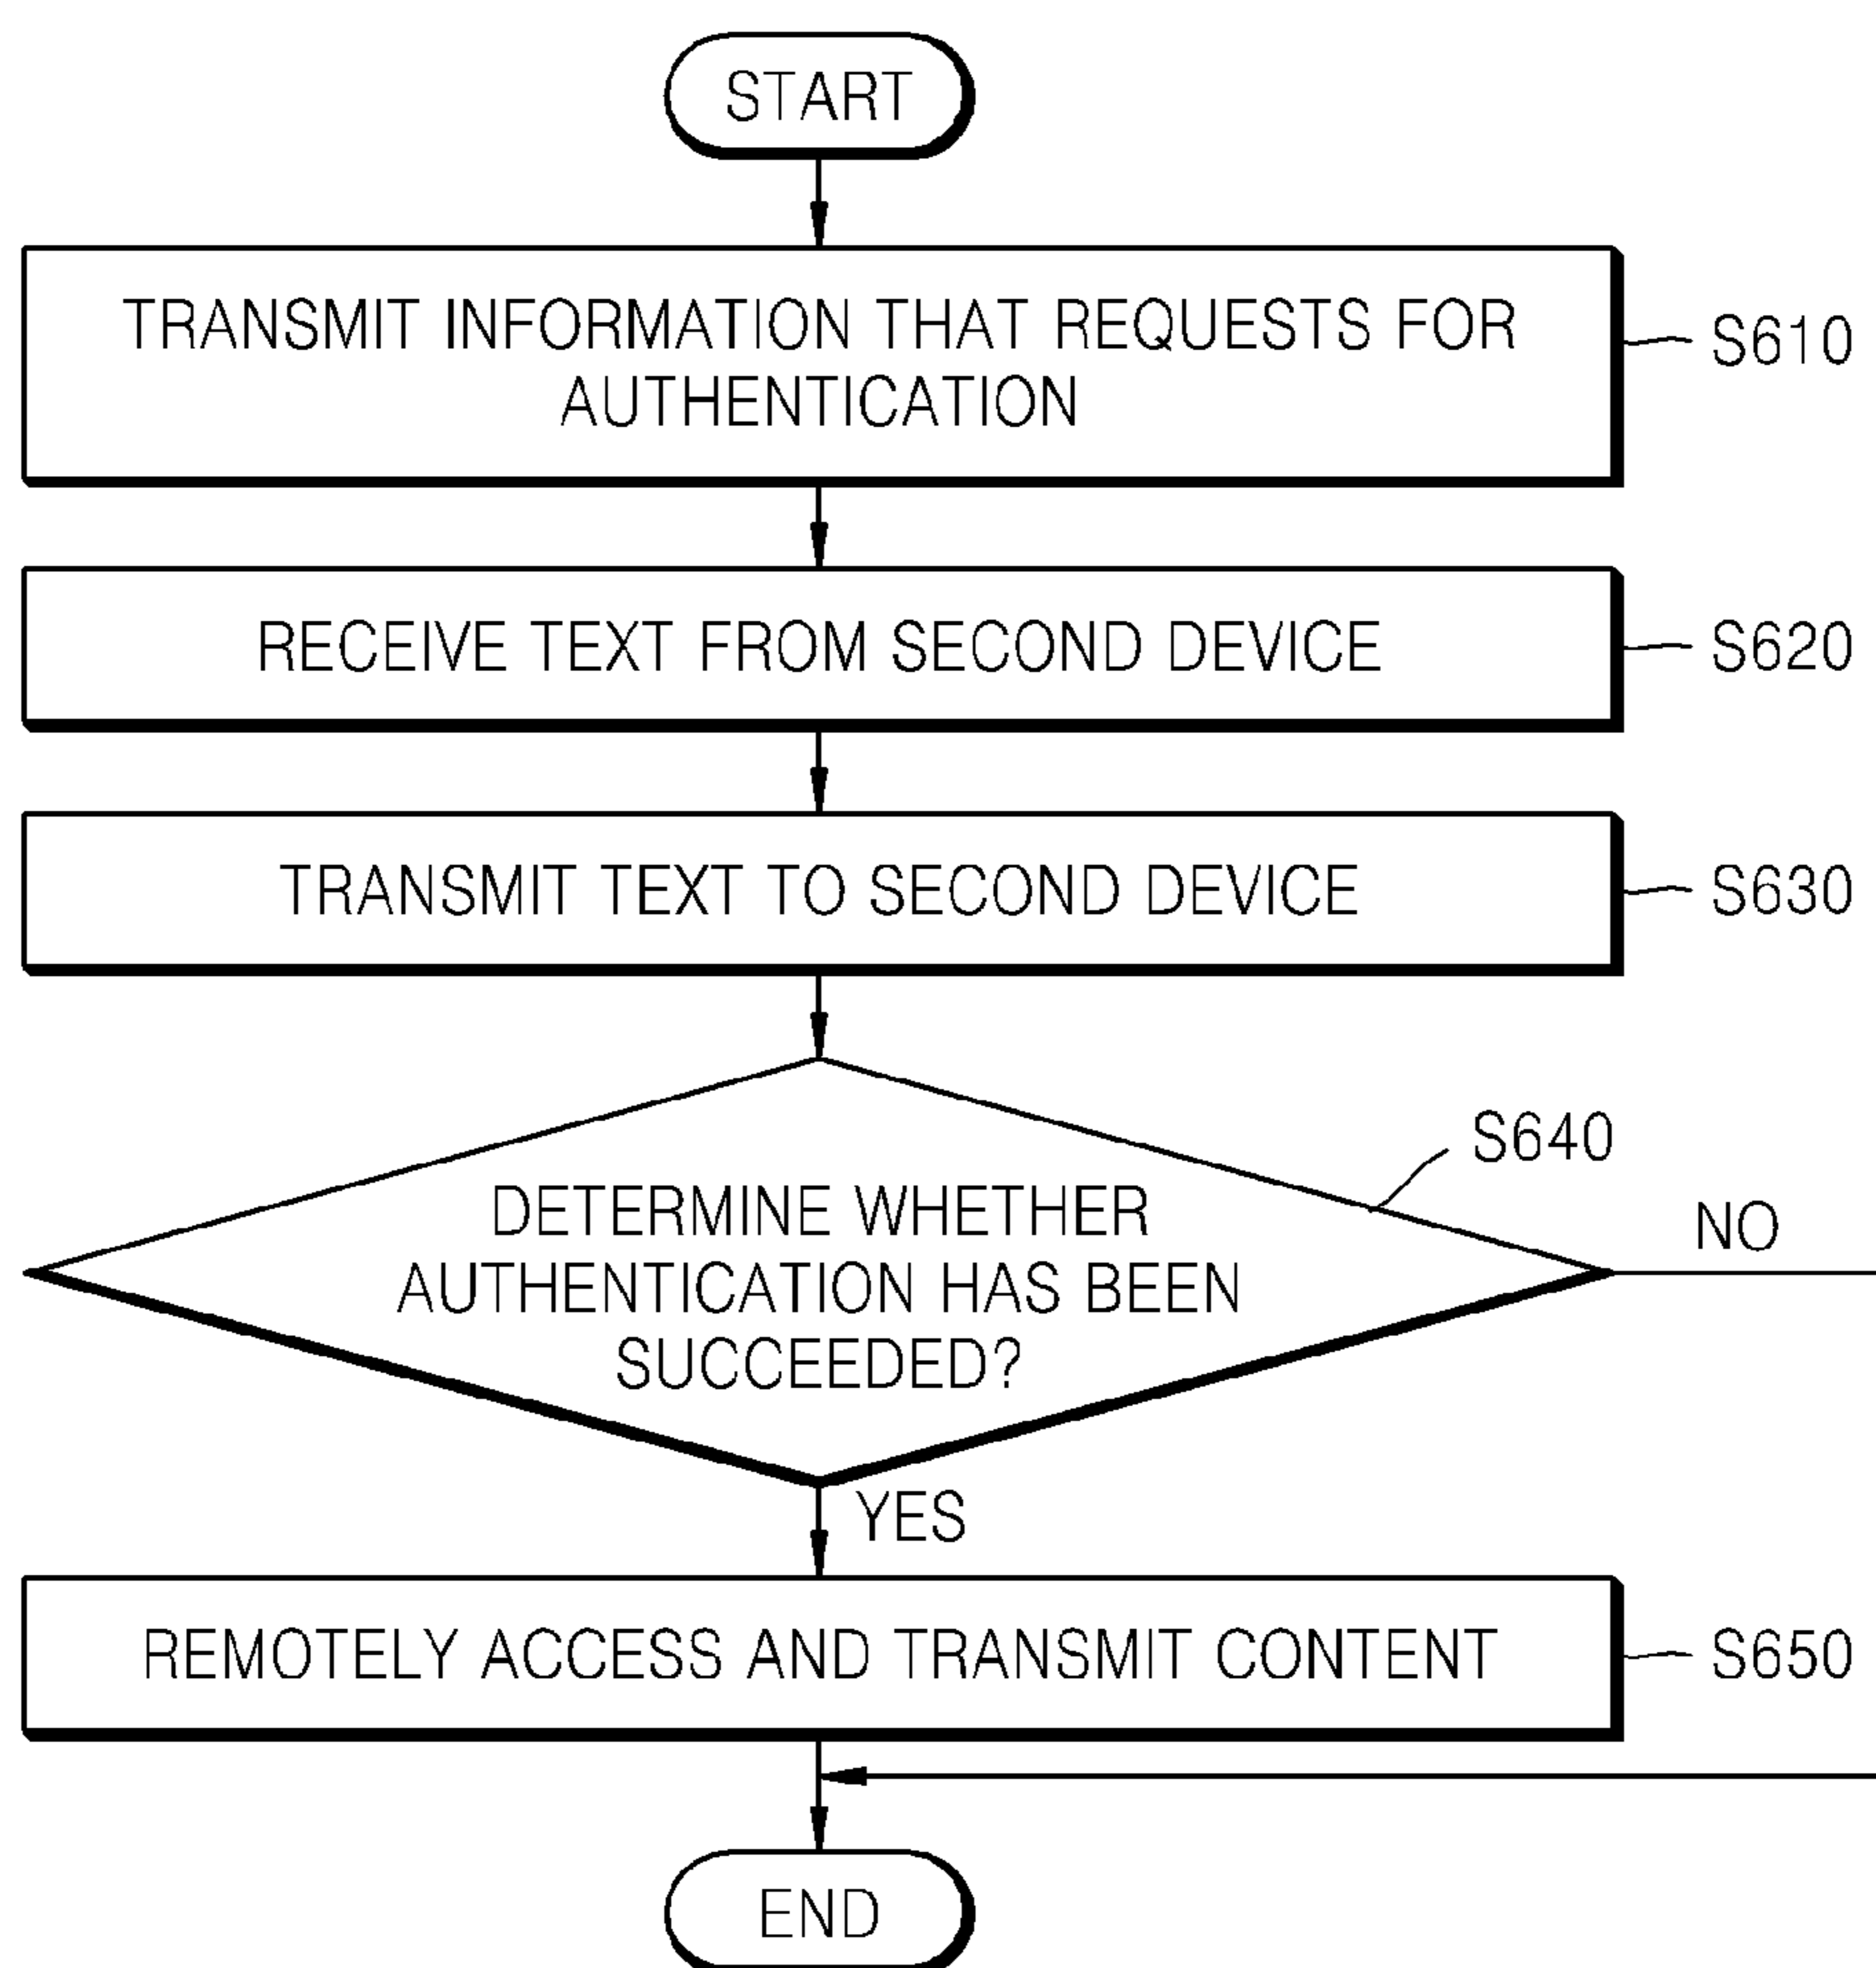 START
TRANSMIT INFORMATION THAT REQUESTS FOR
AUTHENTICATION
S610
RECEIVE TEXT FROM SECOND DEVICE
S620
TRANSMIT TEXT TO SECOND DEVICE
S630
S640
DETERMINE WHETHER
AUTHENTICATION HAS BEEN
SUCCEEDED?
NO
YES
REMOTELY ACCESS AND TRANSMIT CONTENT
S650
END